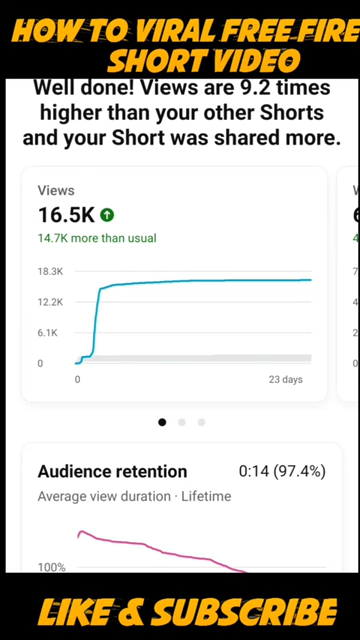 HOW TO VIRAL FREE FIRE
SHORT VIDEO
Well done! Views are 9.2 times
higher than your other Shorts
and your Short was shared more.
Views
16.5K
14.7K more than usual
18.3K
12.2K
6.1K
0
0 23 days
Audience retention 0:14 (97.4%)
Average view duration · Lifetime
100%
LIKE & SUBSCRIBE